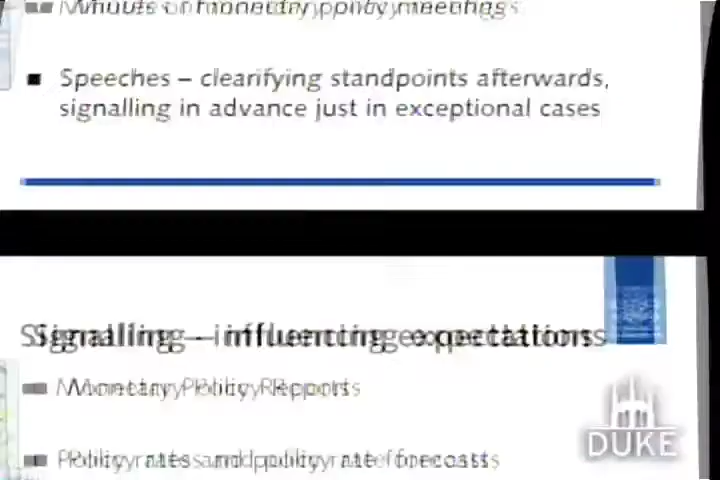 Minutes of monetary policy meetings
Speeches – clearifying standpoints afterwards,
signalling in advance just in exceptional cases
Signalling – influencing expectations
Monetary Policy Reports
Policy rates and policy rate forecasts
DUKE